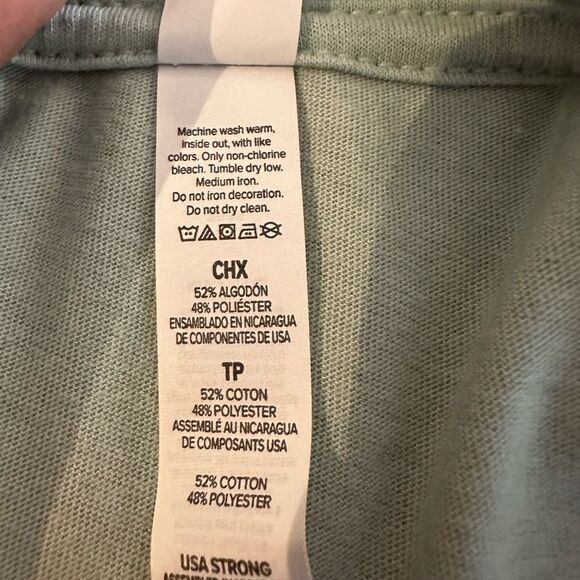 Machine wash warm,
inside out, with like
colors. Only non-chlorine
bleach. Tumble dry low.
Medium iron.
Do not iron decoration.
Do not dry clean.
CHX
52% ALGODÓN
48% POLIÉSTER
ENSAMBLADO EN NICARAGUA
DE COMPONENTES DE USA
TP
52% COTON
48% POLYESTER
ASSEMBLÉ AU NICARAGUA
DE COMPOSANTS USA
52% COTTON
48% POLYESTER
USA STRONG